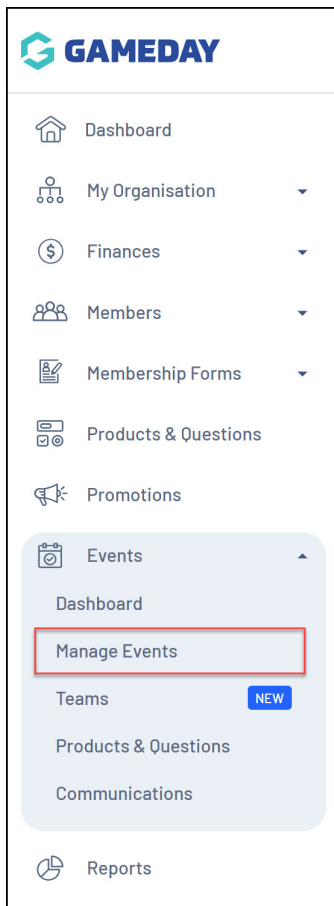 GAMEDAY
Dashboard
My Organisation
Finances
Members
Membership Forms
Products & Questions
Promotions
Events
Dashboard
Manage Events
Teams NEW
Products & Questions
Communications
Reports